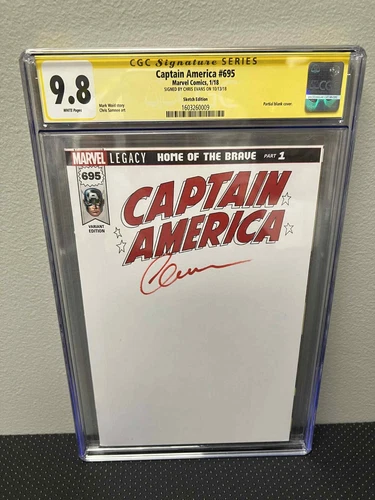 CGC Signature SERIES
9.8
WHITE Pages
Captain America #695
Marvel Comics, 1/18
SIGNED BY CHRIS EVANS ON 10/13/18
Sketch Edition
Mark Waid story
Chris Samnee art
Partial blank cover.
1603260009
CGC
MARVEL LEGACY HOME OF THE BRAVE PART 1
695
VARIANT
EDITION
CAPTAIN
AMERICA